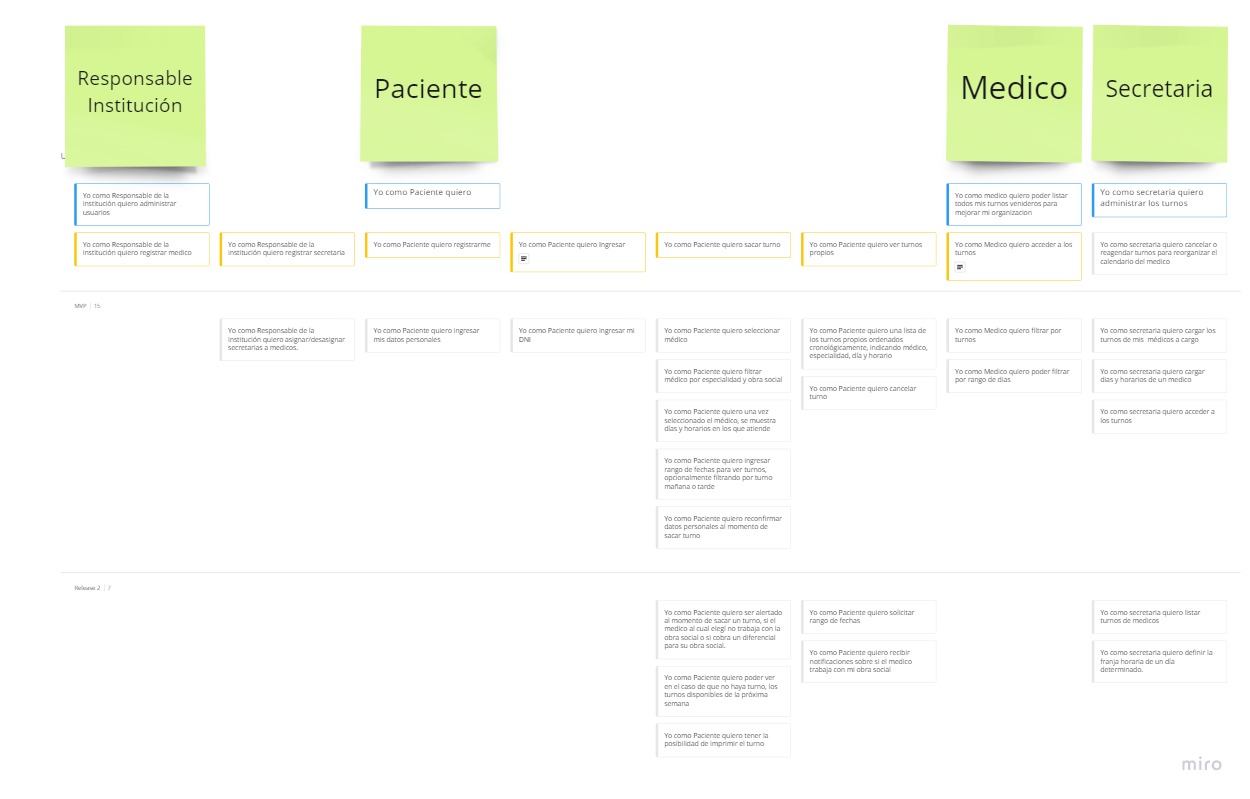 Responsable
Institución
Paciente
Medico
Secretaria
Yo como Responsable de la
institución quiero administrar
usuarios
Yo como Paciente quiero
Yo como medico quiero poder listar
todos mis turnos venideros para
mejorar mi organizacion
Yo como secretaria quiero
administrar los turnos
Yo como Responsable de la
institución quiero registrar medico
Yo como Responsable de la
institución quiero registrar secretaria
Yo como Paciente quiero registrarme
Yo como Paciente quiero Ingresar
Yo como Paciente quiero sacar turno
Yo como Paciente quiero ver turnos
propios
Yo como Medico quiero acceder a los
turnos
Yo como secretaria quiero cancelar o
reagendar turnos para reorganizar el
calendario del medico
MVP | 15
Yo como Responsable de la
institución quiero asignar/desasignar
secretarias a medicos.
Yo como Paciente quiero ingresar
mis datos personales
Yo como Paciente quiero ingresar mi
DNI
Yo como Paciente quiero seleccionar
médico
Yo como Paciente quiero filtrar
médico por especialidad y obra social
Yo como Paciente quiero una vez
seleccionado el médico, se muestra
días y horarios en los que atiende
Yo como Paciente quiero ingresar
rango de fechas para ver turnos,
opcionalmente filtrando por turno
mañana o tarde
Yo como Paciente quiero reconfirmar
datos personales al momento de
sacar turno
Yo como Paciente quiero una lista de
los turnos propios ordenados
cronológicamente, indicando médico,
especialidad, día y horario
Yo como Paciente quiero cancelar
turno
Yo como Medico quiero filtrar por
turnos
Yo como Medico quiero poder filtrar
por rango de dias
Yo como secretaria quiero cargar los
turnos de mis médicos a cargo
Yo como secretaria quiero cargar
dias y horarios de un medico
Yo como secretaria quiero acceder a
los turnos
Release 2 | 7
Yo como Paciente quiero ser alertado
al momento de sacar un turno, si el
medico al cual elegí no trabaja con la
obra social o si cobra un diferencial
para su obra social.
Yo como Paciente quiero poder ver
en el caso de que no haya turno, los
turnos disponibles de la próxima
semana
Yo como Paciente quiero tener la
posibilidad de imprimir el turno
Yo como Paciente quiero solicitar
rango de fechas
Yo como Paciente quiero recibir
notificaciones sobre si el medico
trabaja con mi obra social
Yo como secretaria quiero listar
turnos de medicos
Yo como secretaria quiero definir la
franja horaria de un día
determinado.
miro